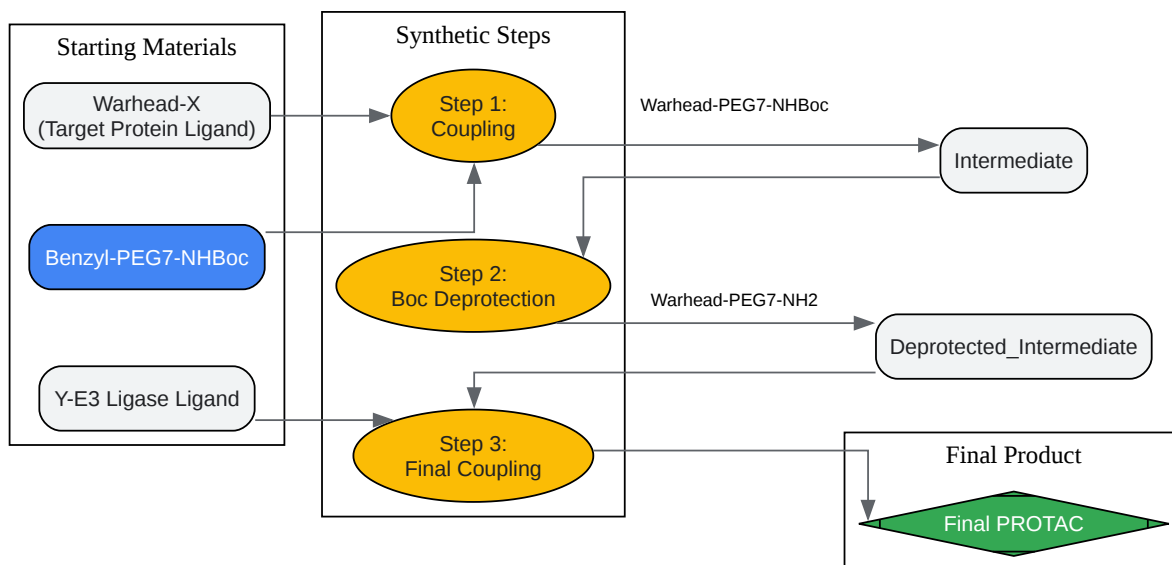 Starting Materials
Warhead-X
(Target Protein Ligand)
Benzyl-PEG7-NHBoc
Y-E3 Ligase Ligand
Synthetic Steps
Step 1:
Coupling
Step 2:
Boc Deprotection
Step 3:
Final Coupling
Warhead-PEG7-NHBoc
Intermediate
Warhead-PEG7-NH2
Deprotected_Intermediate
Final Product
Final PROTAC